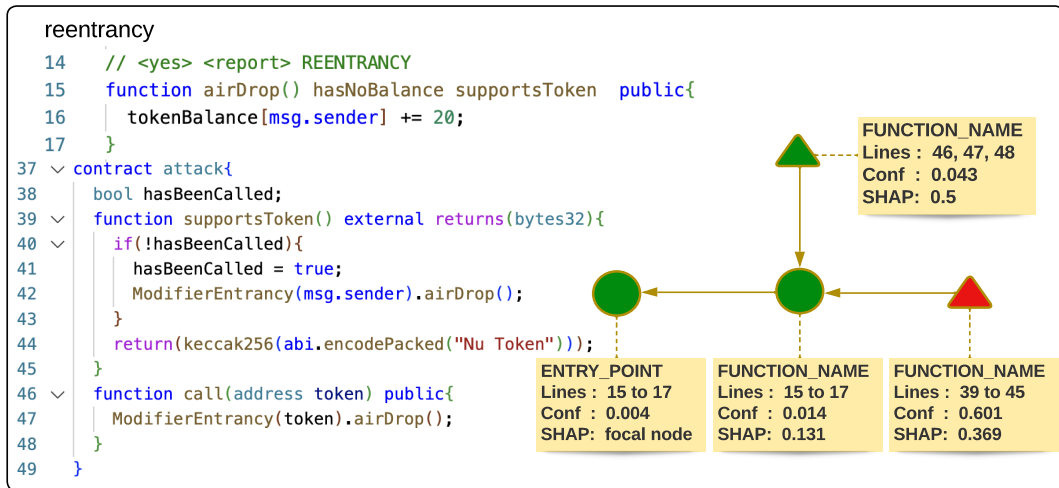 reentrancy
14 // <yes> <report> REENTRANCY
15 function airDrop() hasNoBalance supportsToken public{
16 tokenBalance[msg.sender] += 20;
17 }
37 contract attack{
38 bool hasBeenCalled;
39 function supportsToken() external returns(bytes32){
40 if(!hasBeenCalled){
41 hasBeenCalled = true;
42 ModifierEntrancy(msg.sender).airDrop();
43 }
44 return(keccak256(abi.encodePacked("Nu Token")));
45 }
46 function call(address token) public{
47 ModifierEntrancy(token).airDrop();
48 }
49 }
FUNCTION_NAME
Lines : 46, 47, 48
Conf : 0.043
SHAP: 0.5
ENTRY_POINT
Lines : 15 to 17
Conf : 0.004
SHAP: focal node
FUNCTION_NAME
Lines : 15 to 17
Conf : 0.014
SHAP: 0.131
FUNCTION_NAME
Lines : 39 to 45
Conf : 0.601
SHAP: 0.369